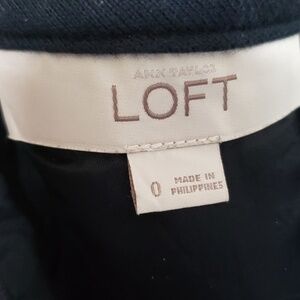 ANN TAYLOR
LOFT
0
MADE IN
PHILIPPINES